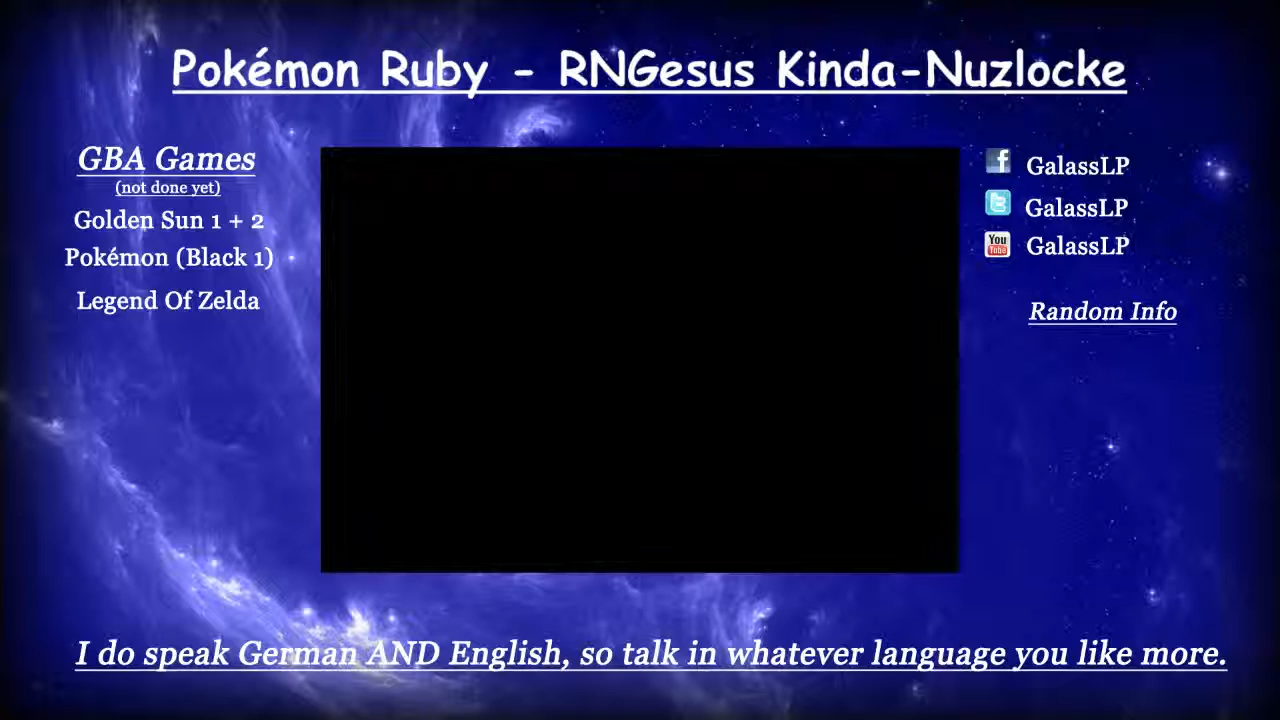 Pokémon Ruby - RNGesus Kinda-Nuzlocke
GBA Games
(not done yet)
Golden Sun 1 + 2
Pokémon (Black 1)
Legend Of Zelda
f GalassLP
t GalassLP
You Tube GalassLP
Random Info
I do speak German AND English, so talk in whatever language you like more.